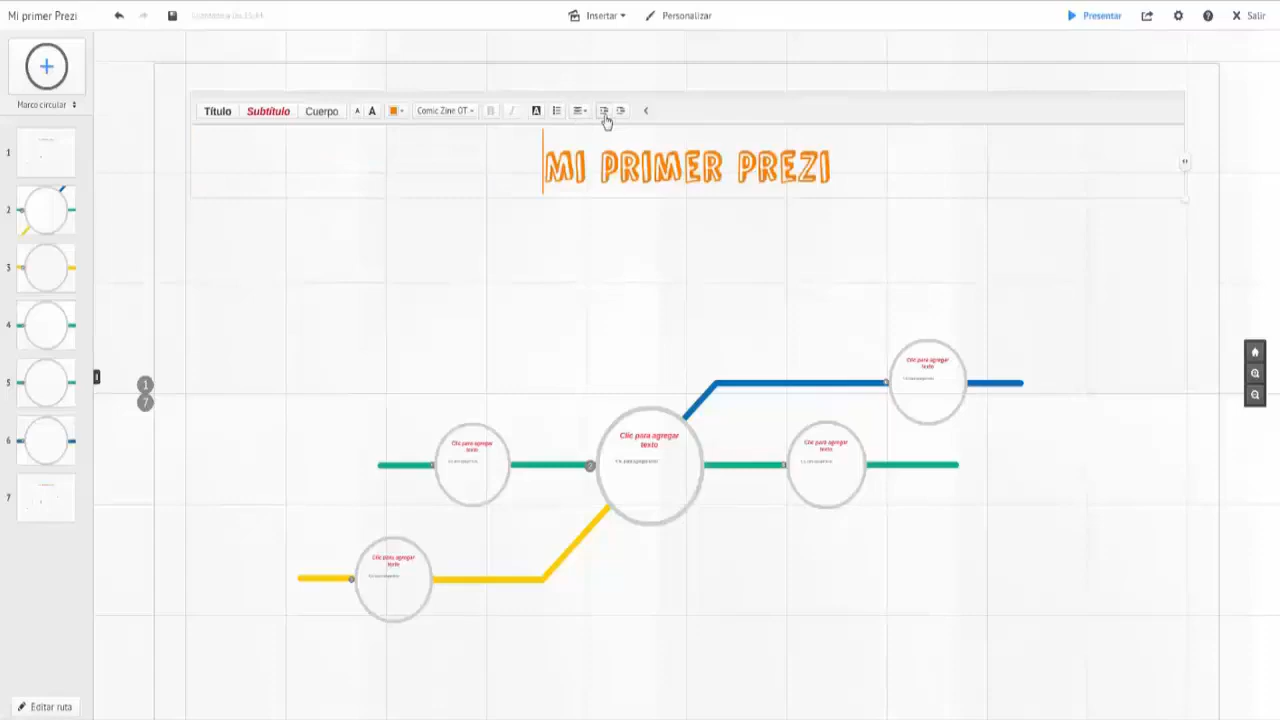 Mi primer Prezi
Insertar
Personalizar
Presentar
Salir
Marco circular
Título Subtítulo Cuerpo A A Comic Zine OT B I A
MI PRIMER PREZI
1
2
3
4
5
6
7
1
7
Clic para agregar
texto
Clic para agregar
texto
Clic para agregar
texto
Clic para agregar
texto
Clic para agregar
texto
Editar ruta